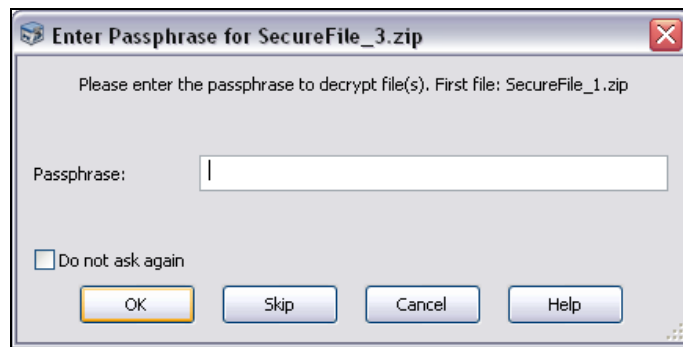 Enter Passphrase for SecureFile_3.zip
Please enter the passphrase to decrypt file(s). First file: SecureFile_1.zip
Passphrase:
Do not ask again
OK Skip Cancel Help